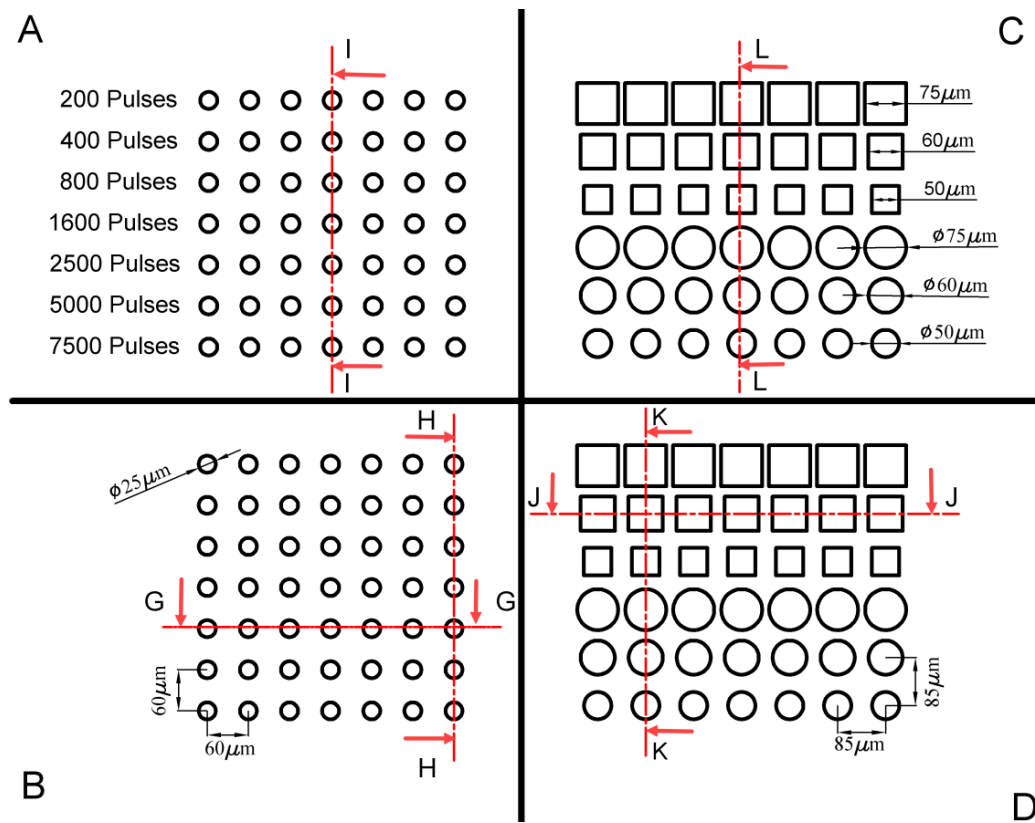 A
I
200 Pulses
400 Pulses
800 Pulses
1600 Pulses
2500 Pulses
5000 Pulses
7500 Pulses
I
C
L
75μm
60μm
50μm
ϕ75μm
ϕ60μm
ϕ50μm
L
H
ϕ25μm
G
G
60μm
60μm
H
B
K
J
J
85μm
85μm
K
D